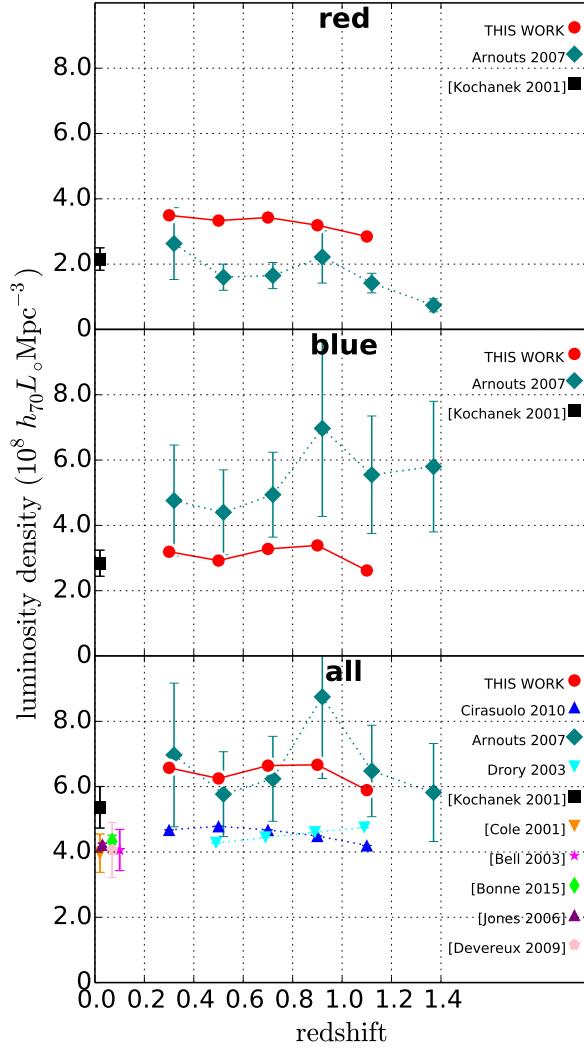 red
THIS WORK
Arnouts 2007
[Kochanek 2001]
8.0
6.0
4.0
2.0
0
blue
THIS WORK
Arnouts 2007
[Kochanek 2001]
8.0
6.0
4.0
2.0
0
luminosity density (10⁸ h₇₀L∘Mpc⁻³)
all
THIS WORK
Cirasuolo 2010
Arnouts 2007
Drory 2003
[Kochanek 2001]
[Cole 2001]
[Bell 2003]
[Bonne 2015]
[Jones 2006]
[Devereux 2009]
8.0
6.0
4.0
2.0
0
0.0 0.2 0.4 0.6 0.8 1.0 1.2 1.4
redshift